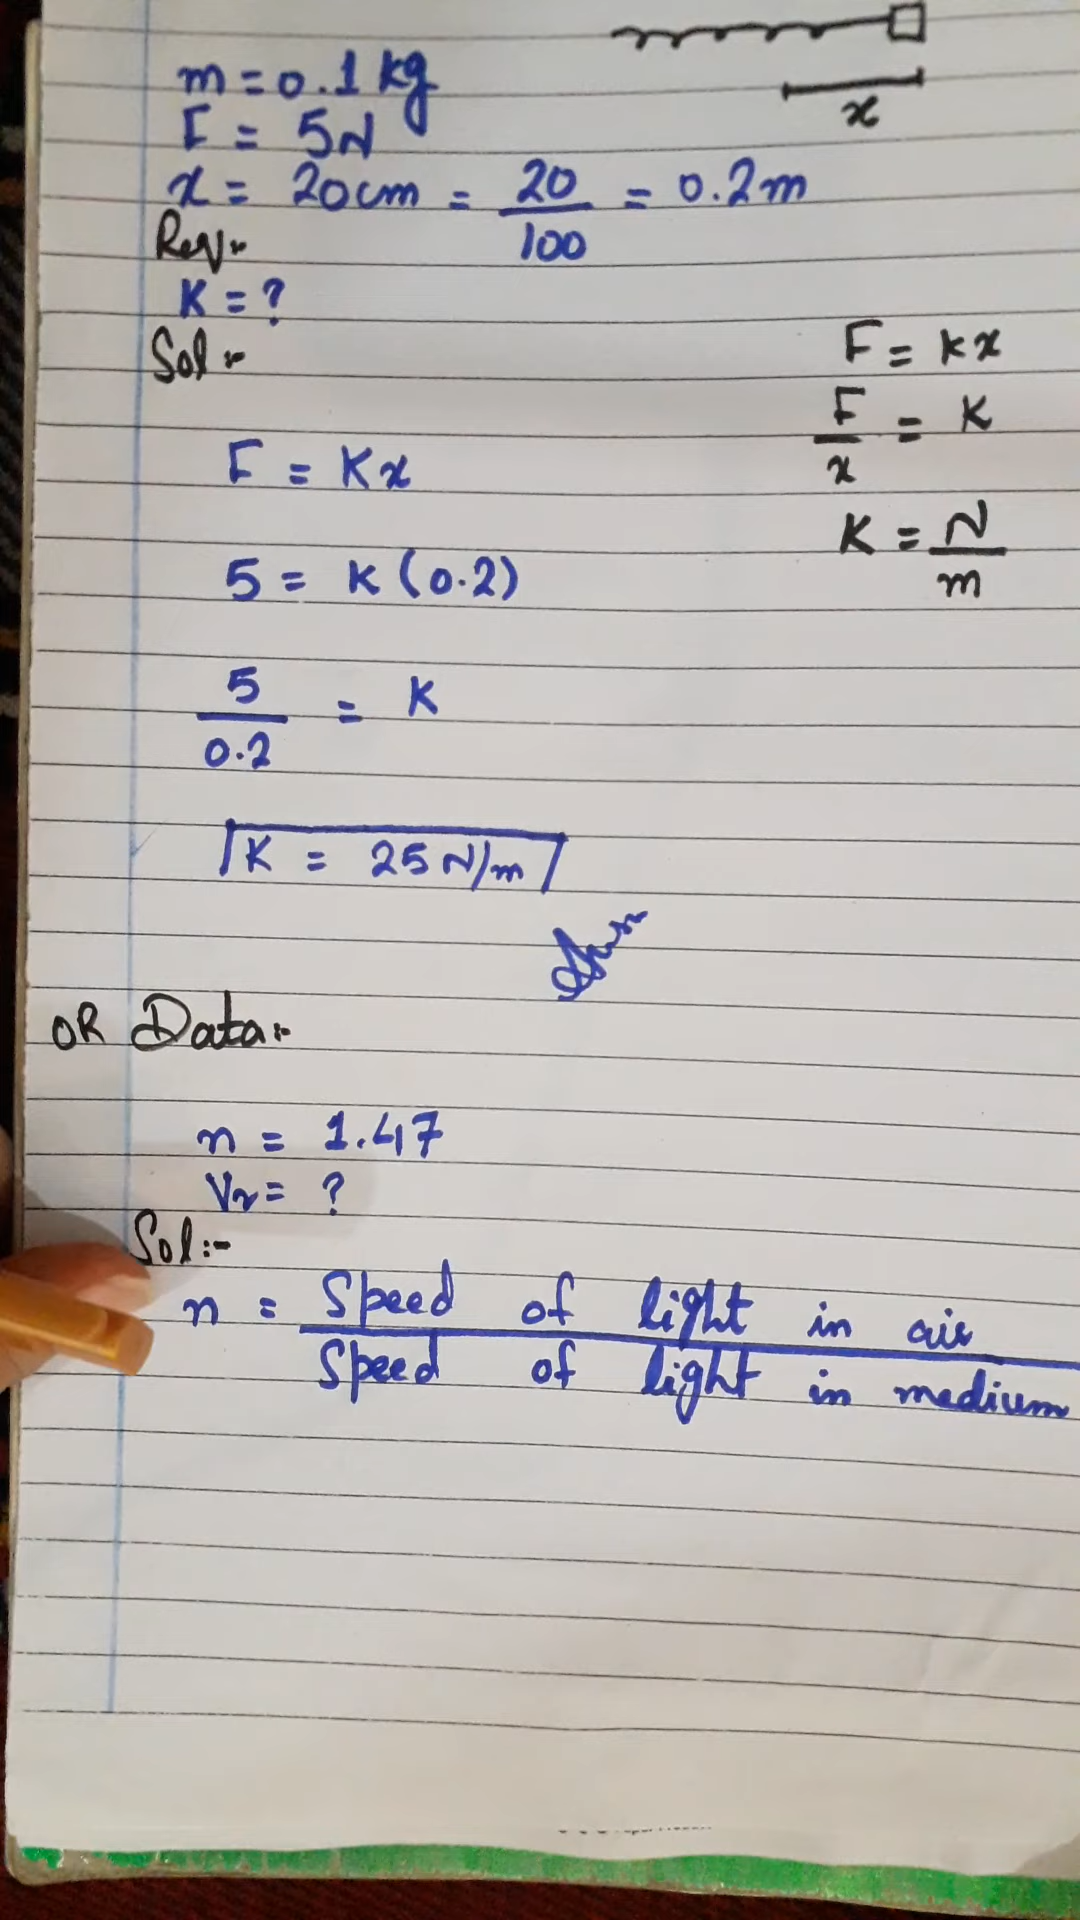 m = 0.1 kg
F = 5N
x = 20cm = 20/100 = 0.2m
x
Req:-
K = ?
Sol:-
F = Kx
F/x = K
K = N/m
F = Kx
5 = K(0.2)
5/0.2 = K
K = 25 N/m
Ans
OR Data:-
n = 1.47
Sol:-
n = Speed of light in air
Speed of light in medium